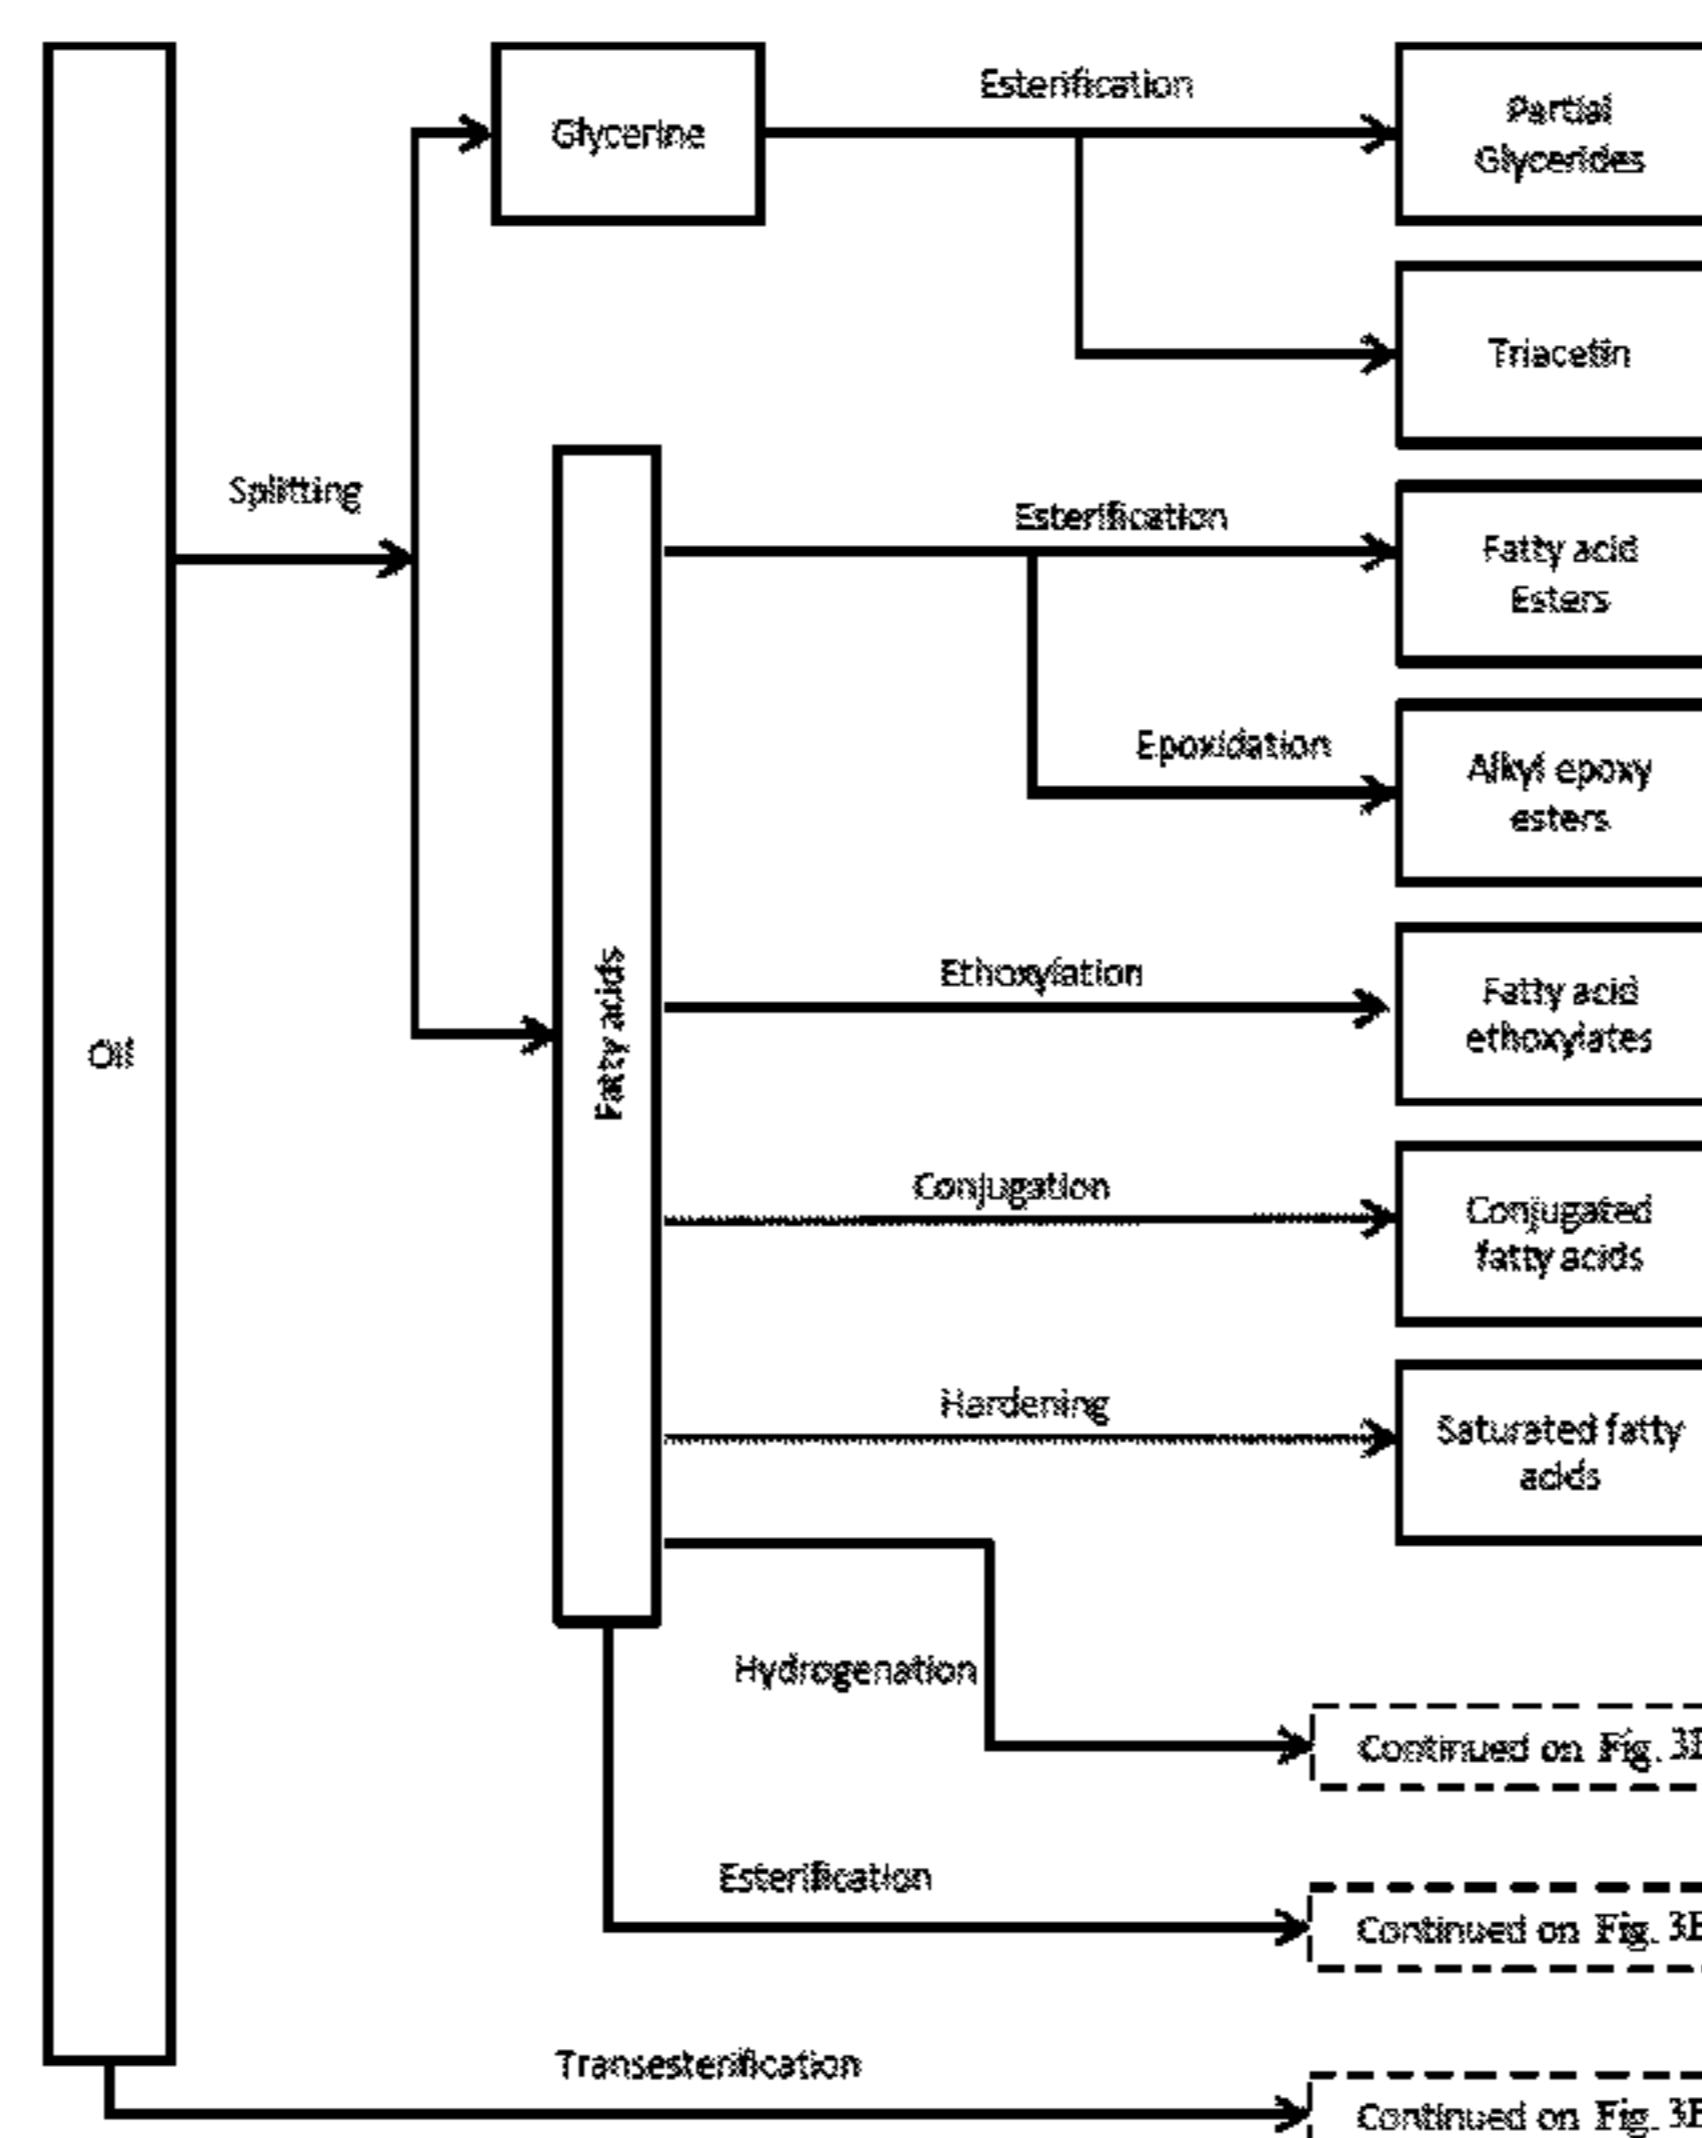 Esterification
Glycerine
Partial
Glycerides
Triacetin
Splitting
Esterification
Fatty acid
Esters
Epoxidation
Alkyl epoxy
esters
Fatty acids
Oil
Ethoxylation
Fatty acid
ethoxylates
Conjugation
Conjugated
fatty acids
Hardening
Saturated fatty
acids
Hydrogenation
Continued on Fig.
Esterification
Continued on Fig.
Transesterification
Continued on Fig.